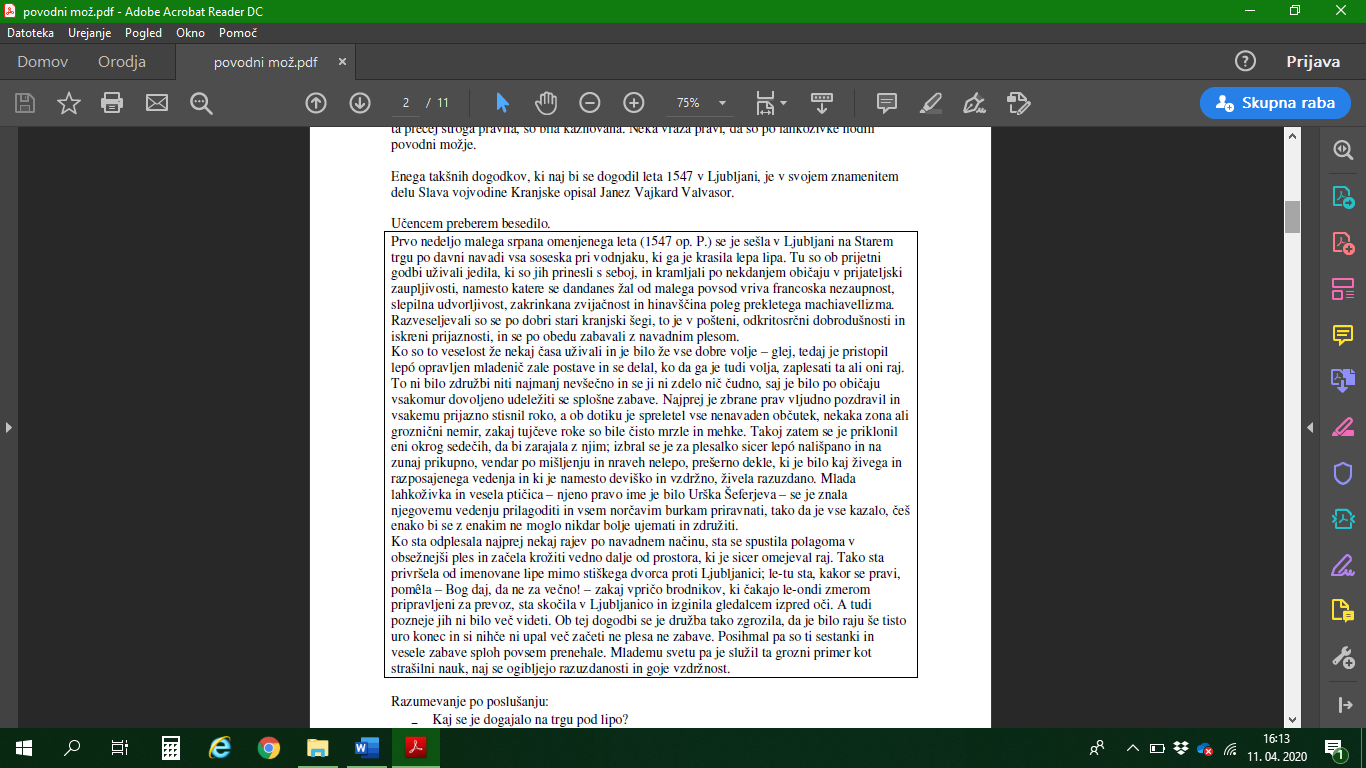 povodni mož.pdf - Adobe Acrobat Reader DC
Datoteka Urejanje Pogled Okno Pomoč
Domov Orodja povodni mož.pdf × Prijava
2 / 11 75% Skupna raba
ta precej stroga pravila, so bila kaznovana. Neka vraža pravi, da so po lahkoživke hodili
povodni možje.
Enega takšnih dogodkov, ki naj bi se dogodil leta 1547 v Ljubljani, je v svojem znamenitem
delu Slava vojvodine Kranjske opisal Janez Vajkard Valvasor.
Učencem preberem besedilo.
Prvo nedeljo malega srpana omenjenega leta (1547 op. P.) se je sešla v Ljubljani na Starem
trgu po davni navadi vsa soseska pri vodnjaku, ki ga je krasila lepa lipa. Tu so ob prijetni
godbi uživali jedila, ki so jih prinesli s seboj, in kramljali po nekdanjem običaju v prijateljski
zaupljivosti, namesto katere se dandanes žal od malega povsod vriva francoska nezaupnost,
slepilna udvorljivost, zakrinkana zvijačnost in hinavščina poleg prekletega machiavellizma.
Razveseljevali so se po dobri stari kranjski šegi, to je v pošteni, odkritosrčni dobrodušnosti in
iskreni prijaznosti, in se po obedu zabavali z navadnim plesom.
Ko so to veselost že nekaj časa uživali in je bilo že vse dobre volje – glej, tedaj je pristopil
lepó opravljen mladenič zale postave in se delal, ko da ga je tudi volja, zaplesati ta ali oni raj.
To ni bilo združbi niti najmanj nevšečno in se ji ni zdelo nič čudno, saj je bilo po običaju
vsakomur dovoljeno udeležiti se splošne zabave. Najprej je zbrane prav vljudno pozdravil in
vsakemu prijazno stisnil roko, a ob dotiku je spreletel vse nenavaden občutek, nekaka zona ali
groznični nemir, zakaj tujčeve roke so bile čisto mrzle in mehke. Takoj zatem se je priklonil
eni okrog sedečih, da bi zarajala z njim; izbral se je za plesalko sicer lepó nališpano in na
zunaj prikupno, vendar po mišljenju in nraveh nelepo, prešerno dekle, ki je bilo kaj živega in
razposajenega vedenja in ki je namesto deviško in vzdržno, živela razuzdano. Mlada
lahkoživka in vesela ptičica – njeno pravo ime je bilo Urška Šeferjeva – se je znala
njegovemu vedenju prilagoditi in vsem norčavim burkam priravnati, tako da je vse kazalo, češ
enako bi se z enakim ne moglo nikdar bolje ujemati in združiti.
Ko sta odplesala najprej nekaj rajev po navadnem načinu, sta se spustila polagoma v
obsežnejši ples in začela krožiti vedno dalje od prostora, ki je sicer omejeval raj. Tako sta
privršela od imenovane lipe mimo stiškega dvorca proti Ljubljanici; le-tu sta, kakor se pravi,
pomêla – Bog daj, da ne za večno! – zakaj vpričo brodnikov, ki čakajo le-ondi zmerom
pripravljeni za prevoz, sta skočila v Ljubljanico in izginila gledalcem izpred oči. A tudi
pozneje jih ni bilo več videti. Ob tej dogodbi se je družba tako zgrozila, da je bilo raju še tisto
uro konec in si nihče ni upal več začeti ne plesa ne zabave. Posihmal pa so ti sestanki in
vesele zabave sploh povsem prenehale. Mlademu svetu pa je služil ta grozni primer kot
strašilni nauk, naj se ogibljejo razuzdanosti in goje vzdržnost.
Razumevanje po poslušanju:
– Kaj se je dogajalo na trgu pod lipo?
16:13
11. 04. 2020
1